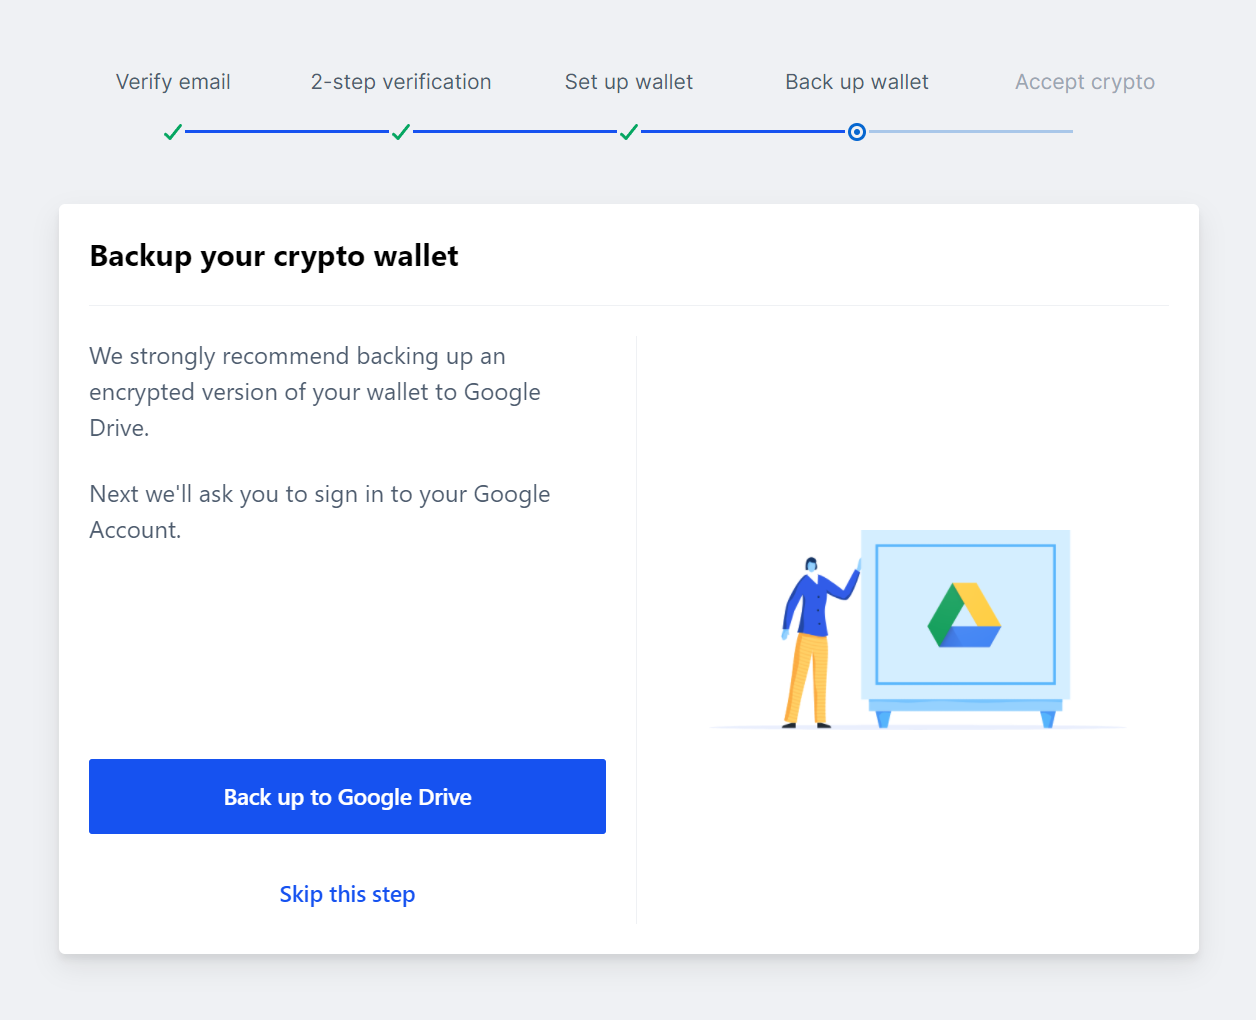 Verify email
2-step verification
Set up wallet
Back up wallet
Accept crypto
Backup your crypto wallet
We strongly recommend backing up an
encrypted version of your wallet to Google
Drive.
Next we'll ask you to sign in to your Google
Account.
Back up to Google Drive
Skip this step